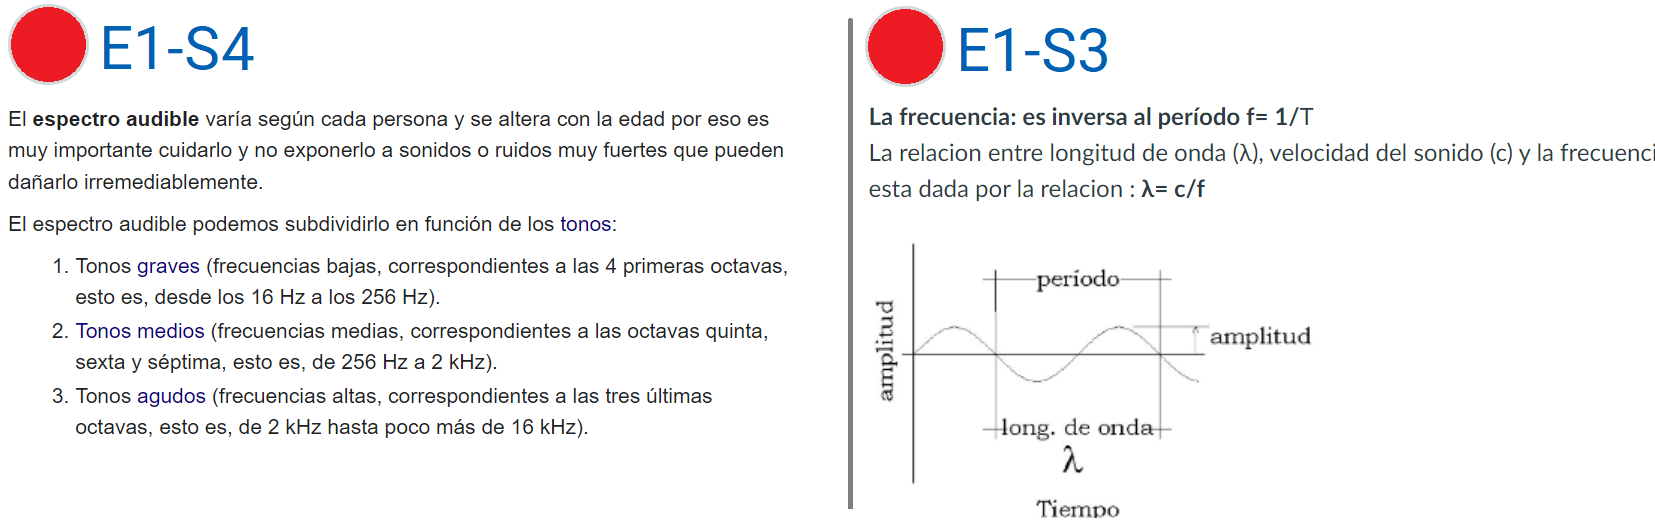 E1-S4
El espectro audible varía según cada persona y se altera con la edad por eso es
muy importante cuidarlo y no exponerlo a sonidos o ruidos muy fuertes que pueden
dañarlo irremediablemente.
El espectro audible podemos subdividirlo en función de los tonos:
1. Tonos graves (frecuencias bajas, correspondientes a las 4 primeras octavas,
esto es, desde los 16 Hz a los 256 Hz).
2. Tonos medios (frecuencias medias, correspondientes a las octavas quinta,
sexta y séptima, esto es, de 256 Hz a 2 kHz).
3. Tonos agudos (frecuencias altas, correspondientes a las tres últimas
octavas, esto es, de 2 kHz hasta poco más de 16 kHz).
E1-S3
La frecuencia: es inversa al período f= 1/T
La relacion entre longitud de onda (λ), velocidad del sonido (c) y la frecuenci
esta dada por la relacion : λ= c/f
período
amplitud
amplitud
long. de onda
λ
Tiempo